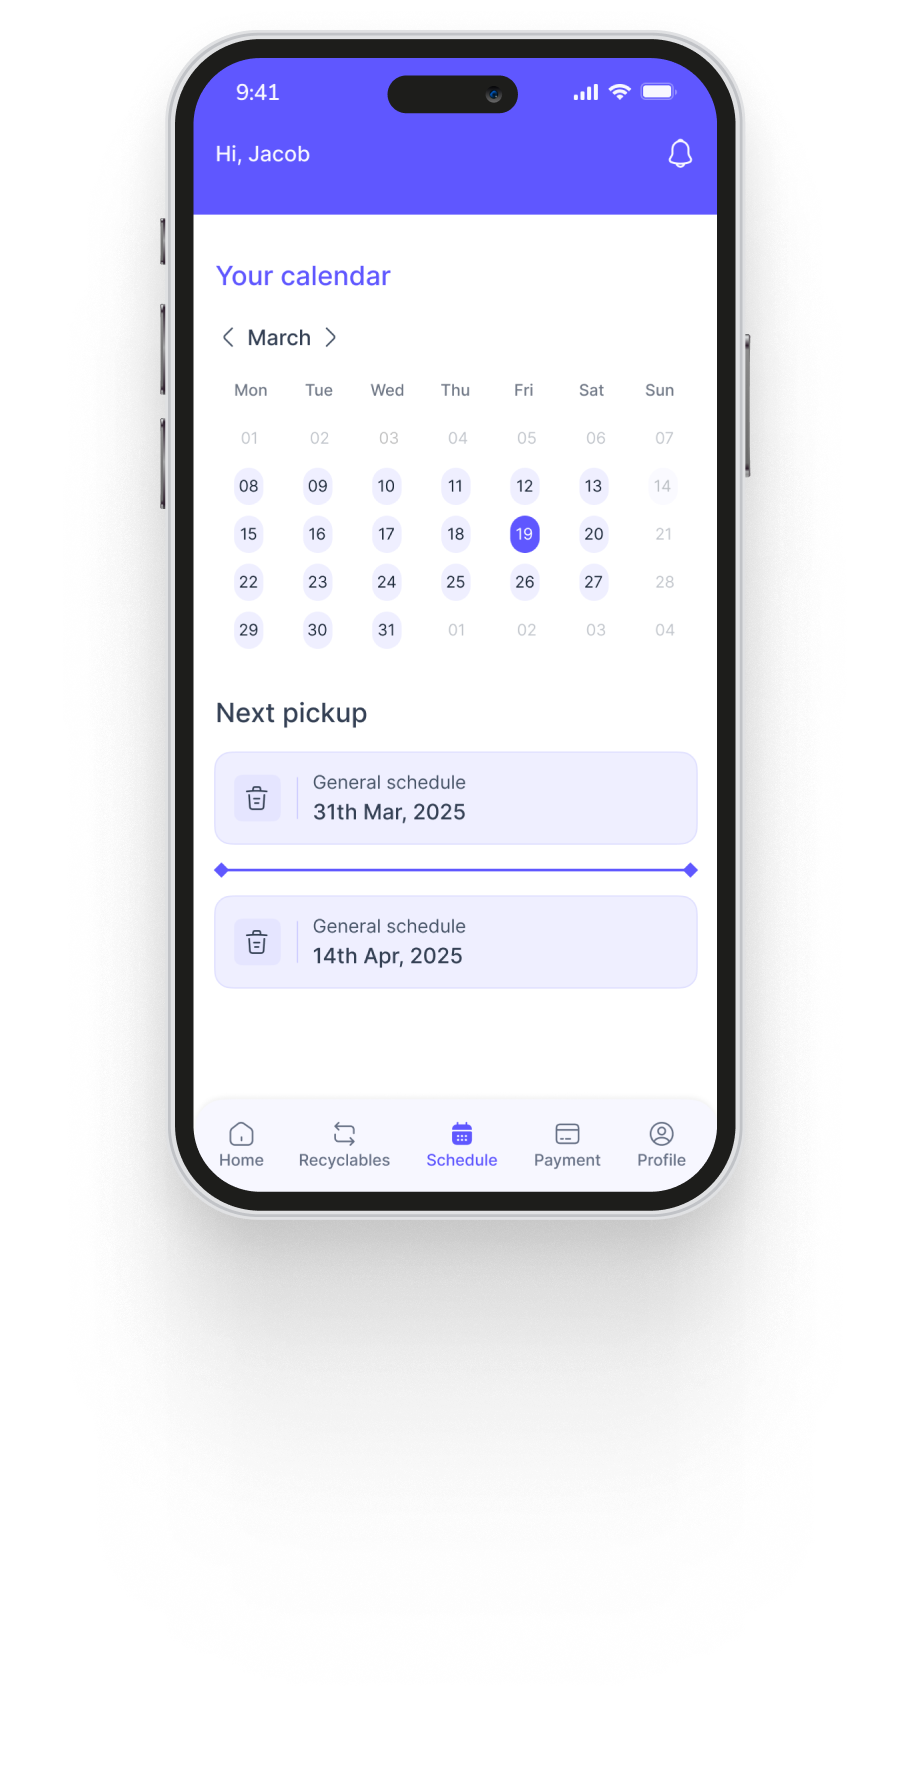 9:41
Hi, Jacob
Your calendar
March
Mon Tue Wed Thu Fri Sat Sun
01 02 03 04 05 06 07
08 09 10 11 12 13 14
15 16 17 18 19 20 21
22 23 24 25 26 27 28
29 30 31 01 02 03 04
Next pickup
General schedule
31th Mar, 2025
General schedule
14th Apr, 2025
Home Recyclables Schedule Payment Profile